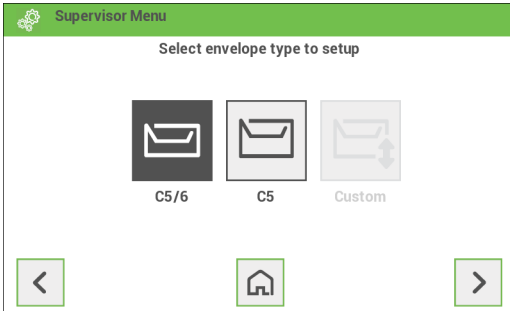 Supervisor Menu
Select envelope type to setup
C5/6
C5
Custom